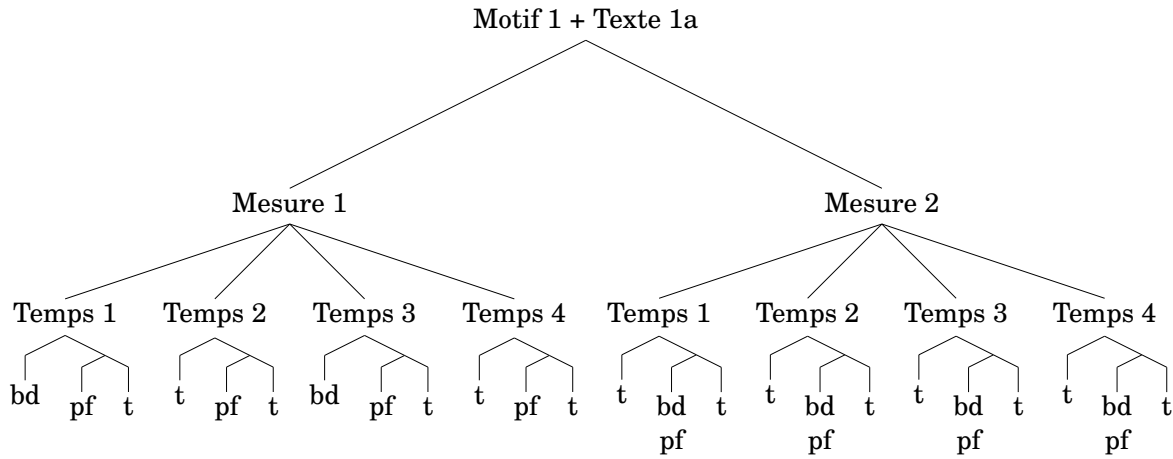 Motif 1 + Texte 1a
Mesure 1 Mesure 2
Temps 1 Temps 2 Temps 3 Temps 4 Temps 1 Temps 2 Temps 3 Temps 4
bd pf t t pf t bd pf t t pf t t bd t t bd t t bd t t bd t
pf pf pf pf